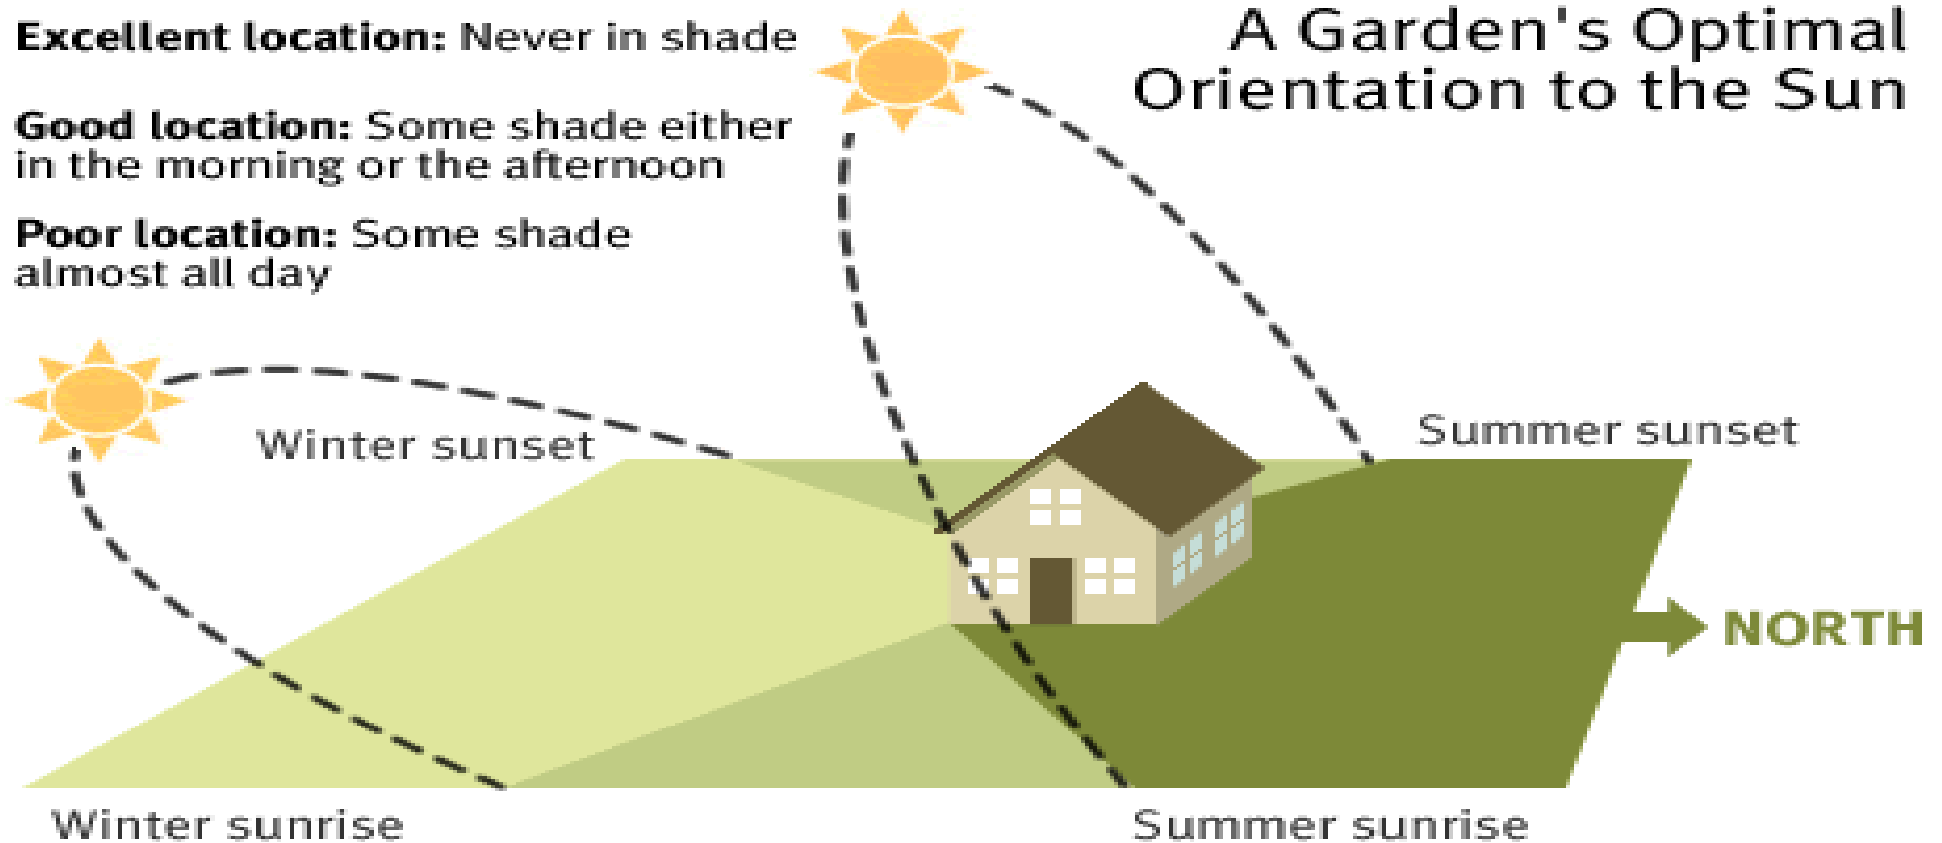 A Garden's Optimal
Orientation to the Sun
Excellent location: Never in shade
Good location: Some shade either
in the morning or the afternoon
Poor location: Some shade
almost all day
Winter sunset
Summer sunset
NORTH
Winter sunrise
Summer sunrise